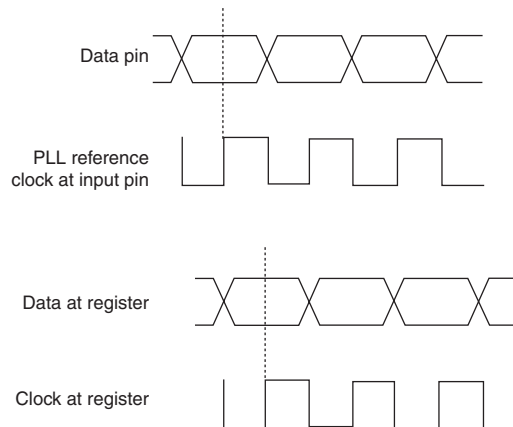 Data pin
PLL reference
clock at input pin
Data at register
Clock at register